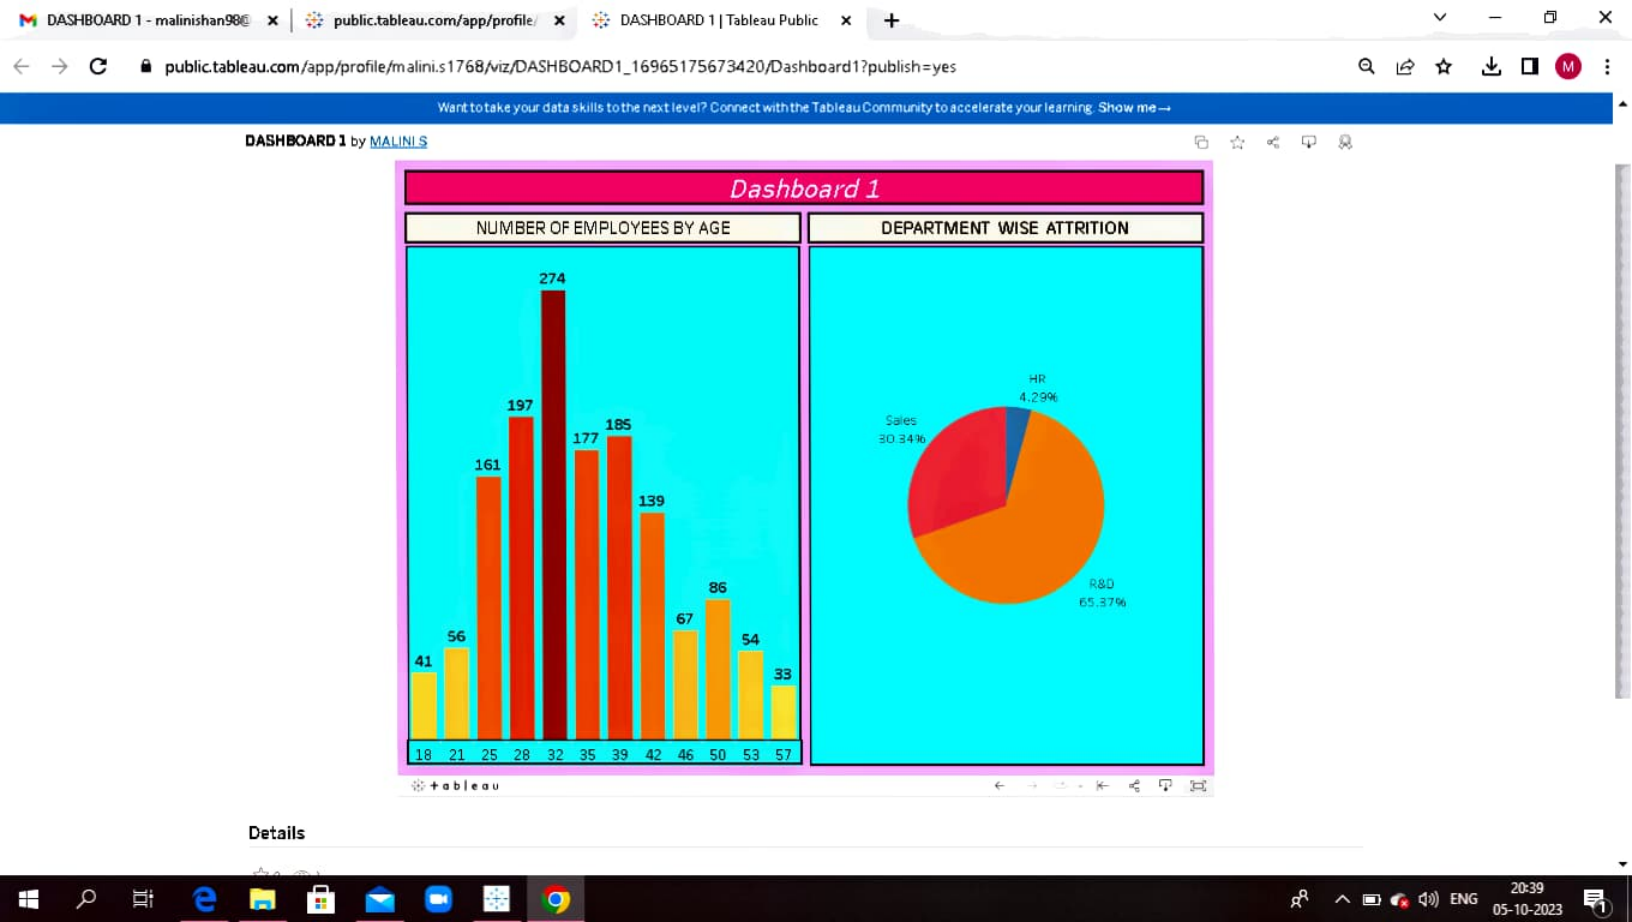 DASHBOARD 1 - malinishan98@
public.tableau.com/app/profile/
DASHBOARD 1 | Tableau Public
public.tableau.com/app/profile/malini.s1768/viz/DASHBOARD1_16965175673420/Dashboard1?publish=yes
M
Want to take your data skills to the next level? Connect with the Tableau Community to accelerate your learning. Show me→
DASHBOARD 1 by MALINI S
Dashboard 1
NUMBER OF EMPLOYEES BY AGE
274
197
185
177
161
139
86
67
56
54
41
33
18 21 25 28 32 35 39 42 46 50 53 57
DEPARTMENT WISE ATTRITION
HR
4.29%
Sales
30.34%
R&D
65.37%
+ableau
Details
ENG
20:39
05-10-2023
1